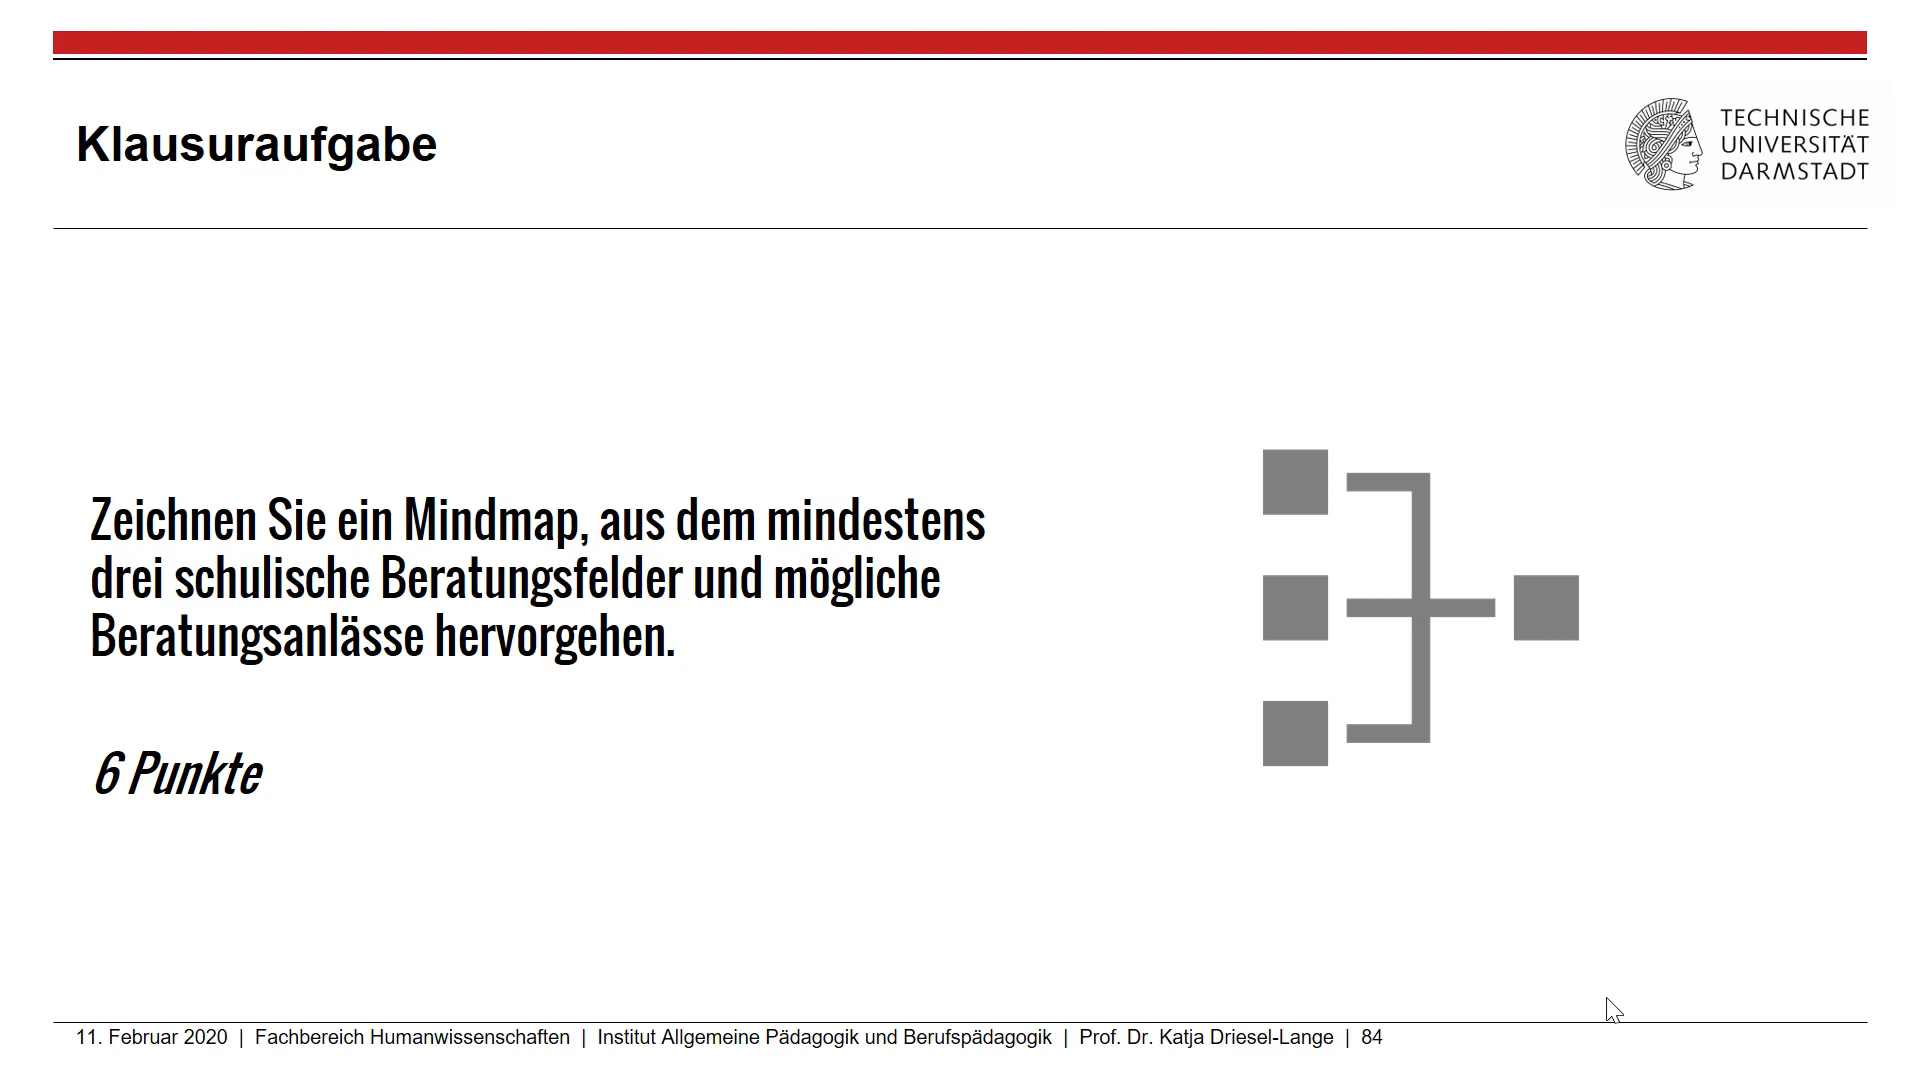 Klausuraufgabe
TECHNISCHE
UNIVERSITÄT
DARMSTADT
Zeichnen Sie ein Mindmap, aus dem mindestens
drei schulische Beratungsfelder und mögliche
Beratungsanlässe hervorgehen.
6 Punkte
11. Februar 2020 | Fachbereich Humanwissenschaften | Institut Allgemeine Pädagogik und Berufspädagogik | Prof. Dr. Katja Driesel-Lange | 84